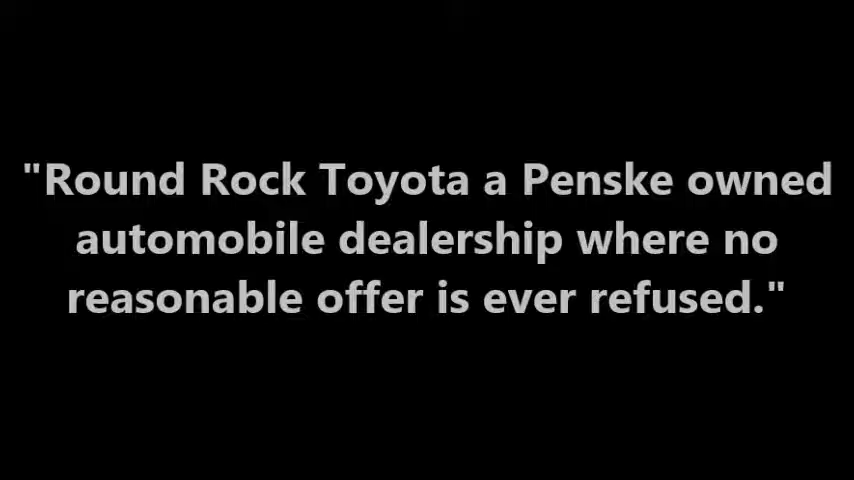 "Round Rock Toyota a Penske owned
automobile dealership where no
reasonable offer is ever refused."